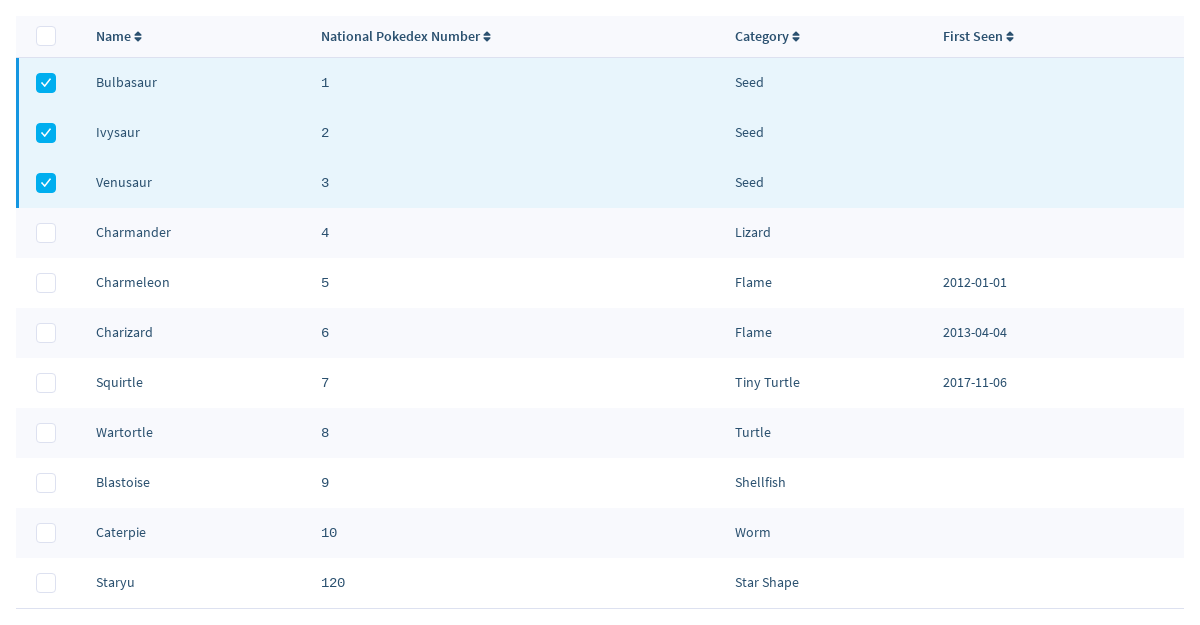 Name National Pokedex Number Category First Seen
Bulbasaur 1 Seed
Ivysaur 2 Seed
Venusaur 3 Seed
Charmander 4 Lizard
Charmeleon 5 Flame 2012-01-01
Charizard 6 Flame 2013-04-04
Squirtle 7 Tiny Turtle 2017-11-06
Wartortle 8 Turtle
Blastoise 9 Shellfish
Caterpie 10 Worm
Staryu 120 Star Shape